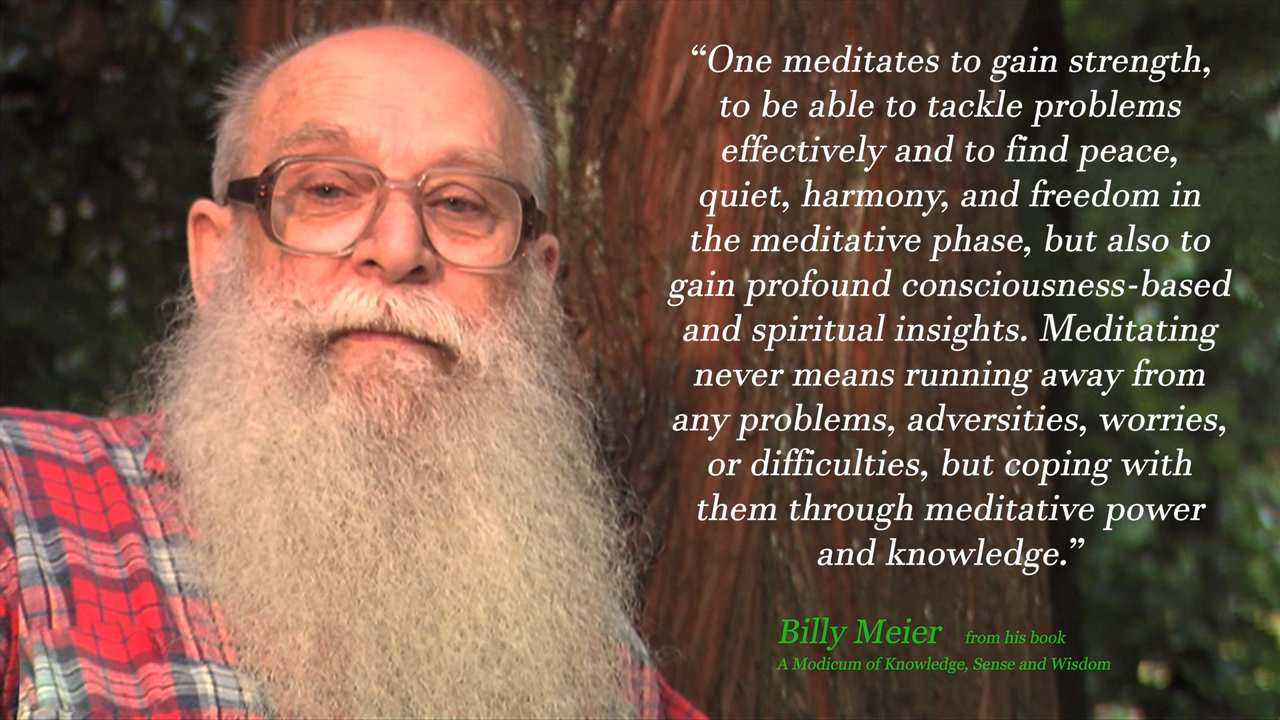 “One meditates to gain strength,
to be able to tackle problems
effectively and to find peace,
quiet, harmony, and freedom in
the meditative phase, but also to
gain profound consciousness-based
and spiritual insights. Meditating
never means running away from
any problems, adversities, worries,
or difficulties, but coping with
them through meditative power
and knowledge.”
Billy Meier from his book
A Modicum of Knowledge, Sense and Wisdom